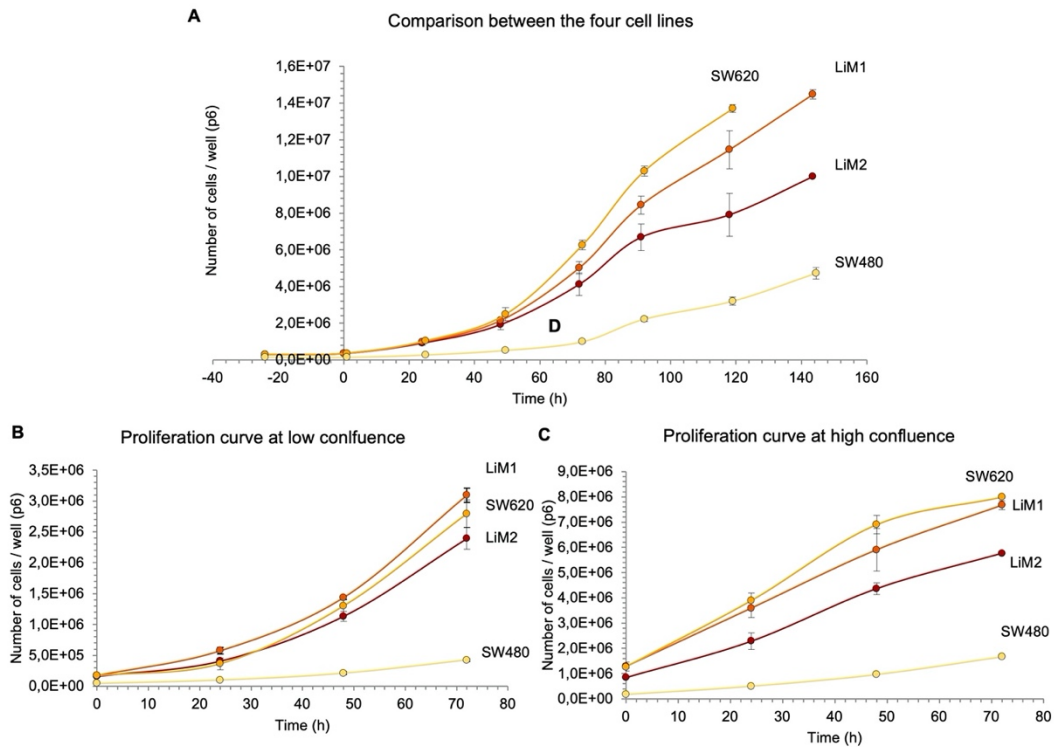 A
Comparison between the four cell lines
Number of cells / well (p6)
1,6E+07
1,4E+07
1,2E+07
1,0E+07
8,0E+06
6,0E+06
4,0E+06
2,0E+06
0,0E+00
SW620
LiM1
LiM2
SW480
D
-40 -20 0 20 40 60 80 100 120 140 160
Time (h)
B
Proliferation curve at low conlfuence
Number of cells / well (p6)
3,5E+06
3,0E+06
2,5E+06
2,0E+06
1,5E+06
1,0E+06
5,0E+05
0,0E+00
LiM1
SW620
LiM2
SW480
0 10 20 30 40 50 60 70 80
Time (h)
C
Proliferation curve at high confluence
Number of cells / well (p6)
9,0E+06
8,0E+06
7,0E+06
6,0E+06
5,0E+06
4,0E+06
3,0E+06
2,0E+06
1,0E+06
0,0E+00
SW620
LiM1
LiM2
SW480
0 10 20 30 40 50 60 70 80
Time (h)